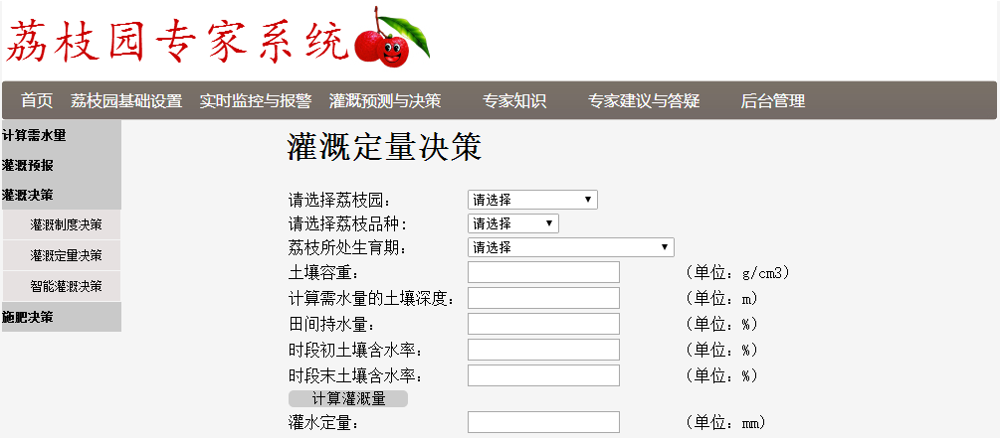 荔枝园专家系统
首页 荔枝园基础设置 实时监控与报警 灌溉预测与决策 专家知识 专家建议与答疑 后台管理
计算需水量
灌溉预报
灌溉决策
灌溉制度决策
灌溉定量决策
智能灌溉决策
施肥决策
灌溉定量决策
请选择荔枝园： 请选择
请选择荔枝品种： 请选择
荔枝所处生育期： 请选择
土壤容重： （单位：g/cm3）
计算需水量的土壤深度： （单位：m）
田间持水量： （单位：%）
时段初土壤含水率： （单位：%）
时段末土壤含水率： （单位：%）
计算灌溉量
灌水定量： （单位：mm）